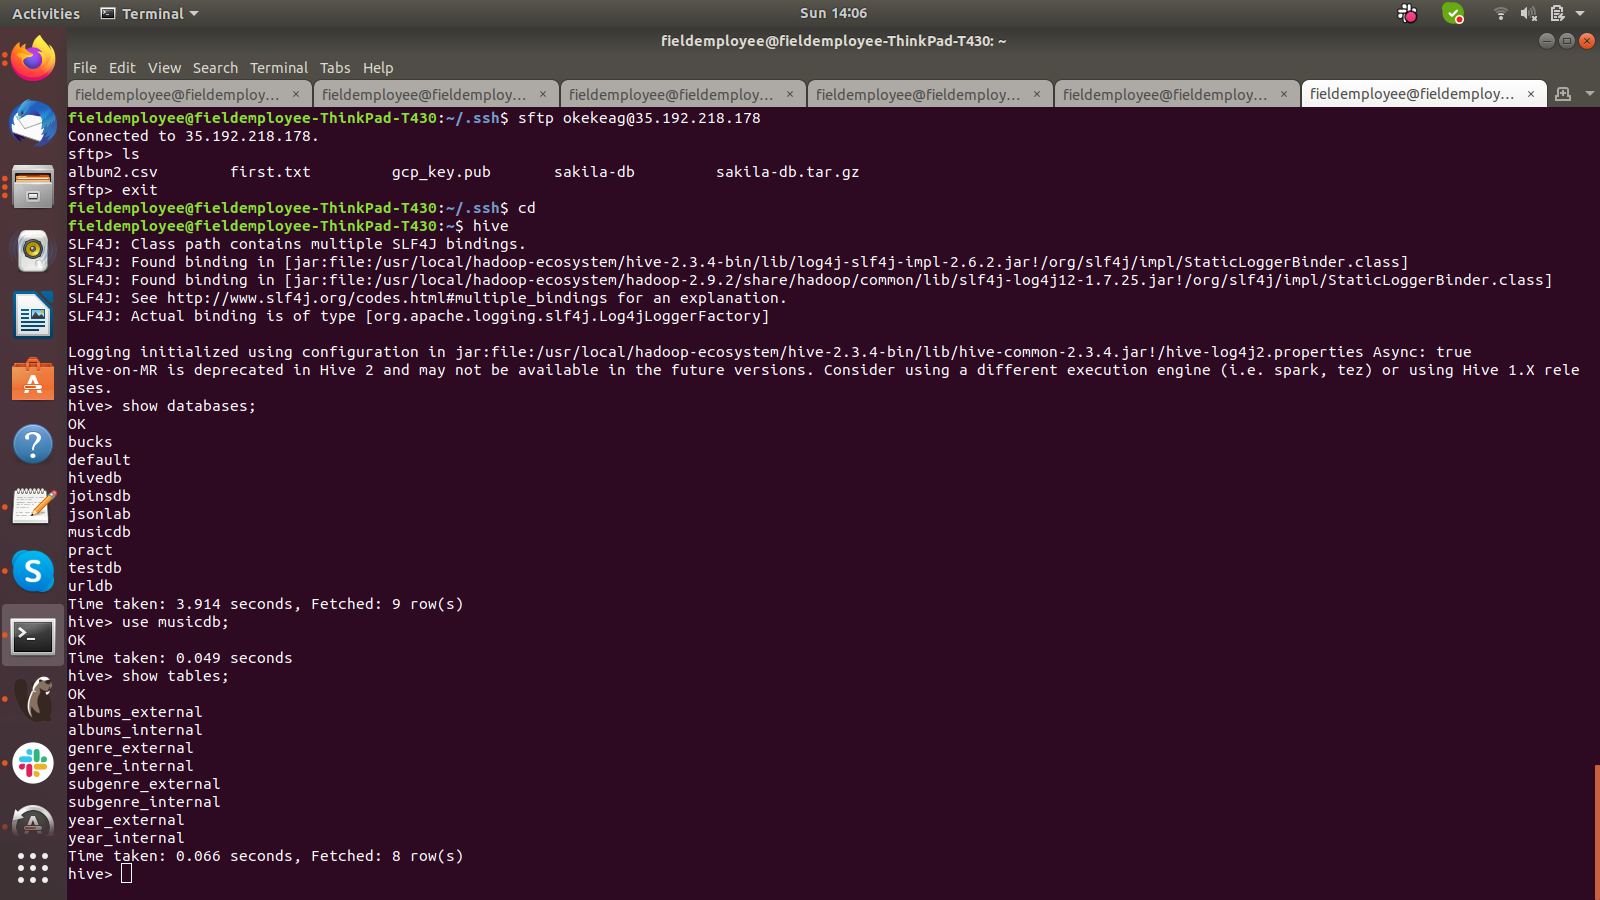 Activities Terminal Sun 14:06
fieldemployee@fieldemployee-ThinkPad-T430: ~
File Edit View Search Terminal Tabs Help
fieldemployee@fieldemploy… × fieldemployee@fieldemploy… × fieldemployee@fieldemploy… × fieldemployee@fieldemploy… × fieldemployee@fieldemploy… × fieldemployee@fieldemploy… ×
fieldemployee@fieldemployee-ThinkPad-T430:~/.ssh$ sftp okekeag@35.192.218.178
Connected to 35.192.218.178.
sftp> ls
album2.csv first.txt gcp_key.pub sakila-db sakila-db.tar.gz
sftp> exit
fieldemployee@fieldemployee-ThinkPad-T430:~/.ssh$ cd
fieldemployee@fieldemployee-ThinkPad-T430:~$ hive
SLF4J: Class path contains multiple SLF4J bindings.
SLF4J: Found binding in [jar:file:/usr/local/hadoop-ecosystem/hive-2.3.4-bin/lib/log4j-slf4j-impl-2.6.2.jar!/org/slf4j/impl/StaticLoggerBinder.class]
SLF4J: Found binding in [jar:file:/usr/local/hadoop-ecosystem/hadoop-2.9.2/share/hadoop/common/lib/slf4j-log4j12-1.7.25.jar!/org/slf4j/impl/StaticLoggerBinder.class]
SLF4J: See http://www.slf4j.org/codes.html#multiple_bindings for an explanation.
SLF4J: Actual binding is of type [org.apache.logging.slf4j.Log4jLoggerFactory]
Logging initialized using configuration in jar:file:/usr/local/hadoop-ecosystem/hive-2.3.4-bin/lib/hive-common-2.3.4.jar!/hive-log4j2.properties Async: true
Hive-on-MR is deprecated in Hive 2 and may not be available in the future versions. Consider using a different execution engine (i.e. spark, tez) or using Hive 1.X rele
ases.
hive> show databases;
OK
bucks
default
hivedb
joinsdb
jsonlab
musicdb
pract
testdb
urldb
Time taken: 3.914 seconds, Fetched: 9 row(s)
hive> use musicdb;
OK
Time taken: 0.049 seconds
hive> show tables;
OK
albums_external
albums_internal
genre_external
genre_internal
subgenre_external
subgenre_internal
year_external
year_internal
Time taken: 0.066 seconds, Fetched: 8 row(s)
hive>